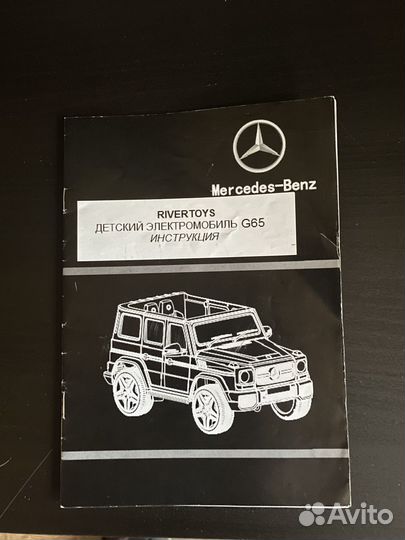 Mercedes-Benz
RIVERTOYS
ДЕТСКИЙ ЭЛЕКТРОМОБИЛЬ G65
ИНСТРУКЦИЯ
Avito